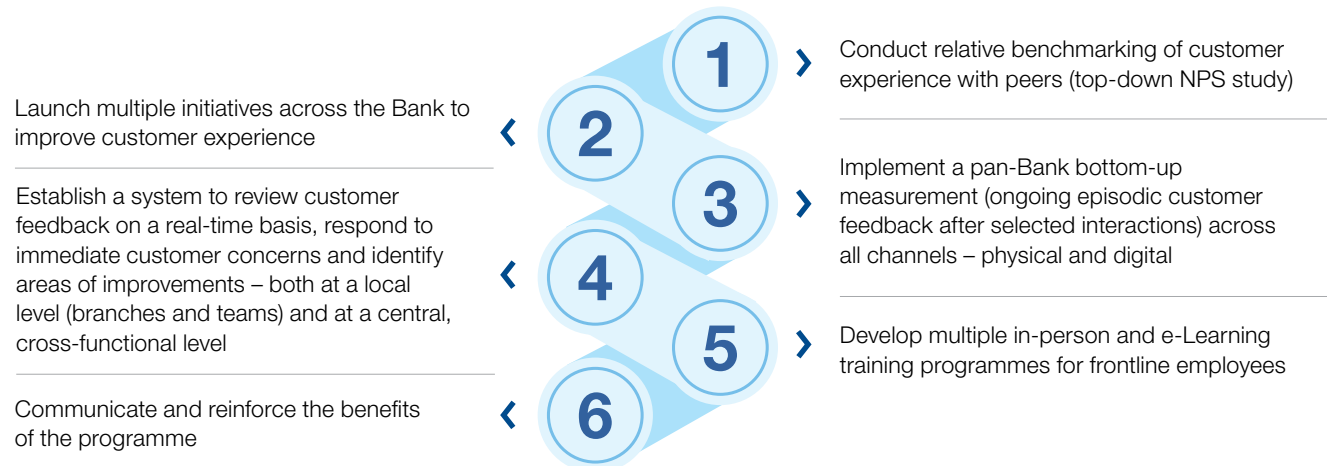 1
Conduct relative benchmarking of customer
experience with peers (top-down NPS study)
Launch multiple initiatives across the Bank to
improve customer experience
2
3
Implement a pan-Bank bottom-up
measurement (ongoing episodic customer
feedback after selected interactions) across
all channels – physical and digital
Establish a system to review customer
feedback on a real-time basis, respond to
immediate customer concerns and identify
areas of improvements – both at a local
level (branches and teams) and at a central,
cross-functional level
4
5
Develop multiple in-person and e-Learning
training programmes for frontline employees
Communicate and reinforce the benefits
of the programme
6